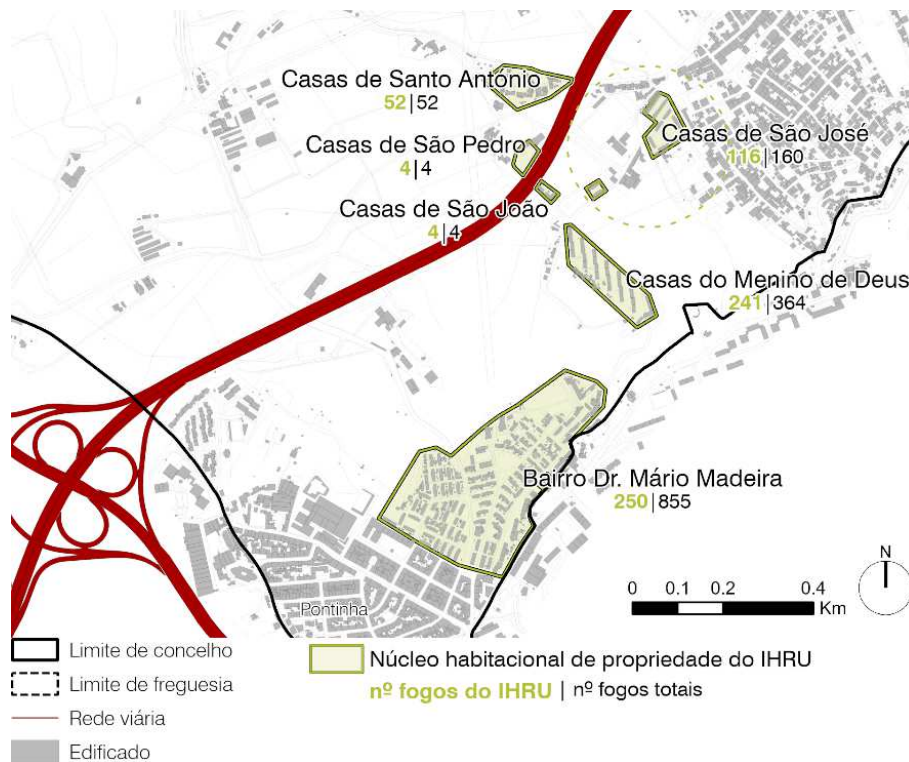 Casas de Santo António
52|52
Casas de São Pedro
4|4
Casas de São José
116|160
Casas de São João
4|4
Casas do Menino de Deus
241|364
Bairro Dr. Mário Madeira
250|855
Pontinha
N
0 0.1 0.2 0.4
Km
Limite de concelho
Limite de freguesia
Rede viária
Edificado
Núcleo habitacional de propriedade do IHRU
nº fogos do IHRU | nº fogos totais